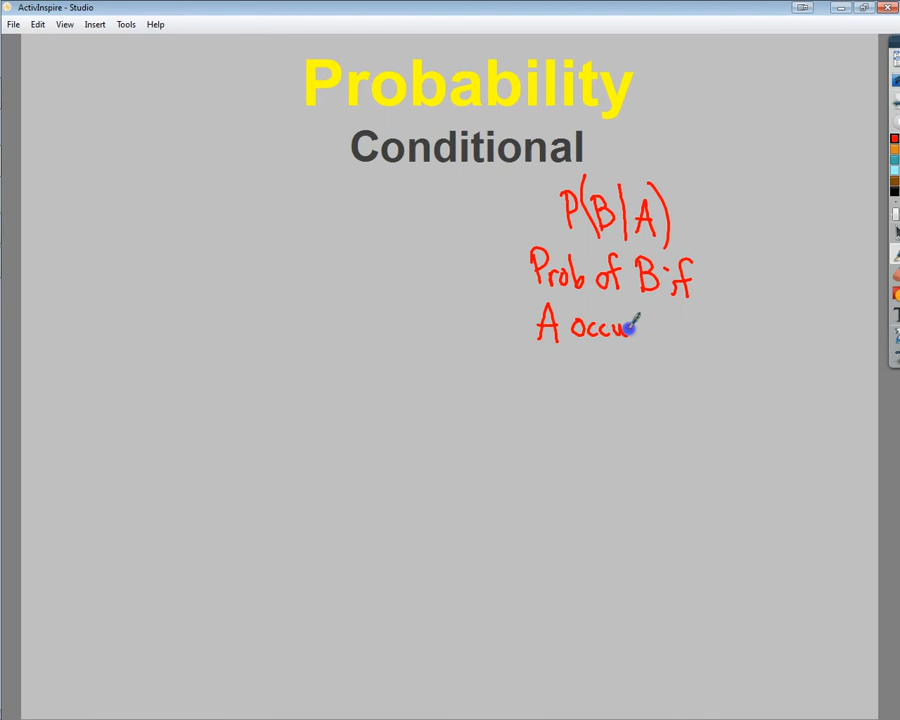 ActivInspire - Studio
File Edit View Insert Tools Help
Probability
Conditional
P(B|A)
Prob of B if
A occu